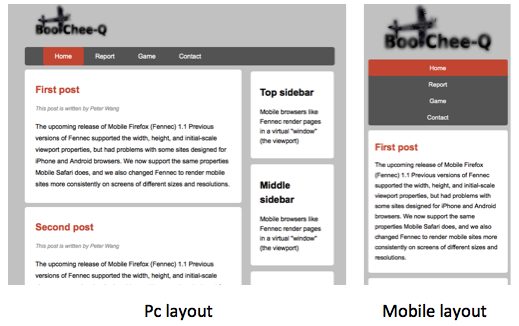 BootChee-Q
Home Report Game Contact
First post
This post is written by Peter Wang
The upcoming release of Mobile Firefox (Fennec) 1.1 Previous
versions of Fennec supported the width, height, and initial-scale
viewport properties, but had problems with some sites designed for
iPhone and Android browsers. We now support the same properties
Mobile Safari does, and we also changed Fennec to render mobile
sites more consistently on screens of different sizes and resolutions.
Second post
This post is written by Peter Wang
The upcoming release of Mobile Firefox (Fennec) 1.1 Previous
versions of Fennec supported the width, height, and initial-scale
Top sidebar
Mobile browsers like
Fennec render pages
in a virtual "window"
(the viewport)
Middle
sidebar
Mobile browsers like
Fennec render pages
in a virtual "window"
(the viewport)
Pc layout
BootChee-Q
Home
Report
Game
Contact
First post
The upcoming release of Mobile Firefox
(Fennec) 1.1 Previous versions of Fennec
supported the width, height, and initial-scale
viewport properties, but had problems with
some sites designed for iPhone and Android
browsers. We now support the same
properties Mobile Safari does, and we also
changed Fennec to render mobile sites more
consistently on screens of different sizes and
resolutions.
Mobile layout